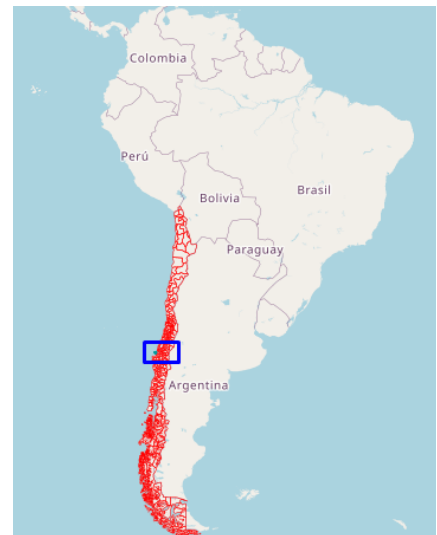 Colombia
Perú
Brasil
Bolivia
Paraguay
Argentina